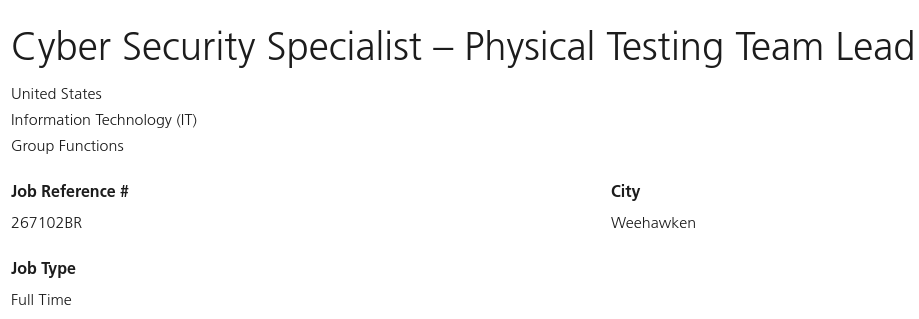 Cyber Security Specialist – Physical Testing Team Lead
United States
Information Technology (IT)
Group Functions
Job Reference #
City
267102BR
Weehawken
Job Type
Full Time